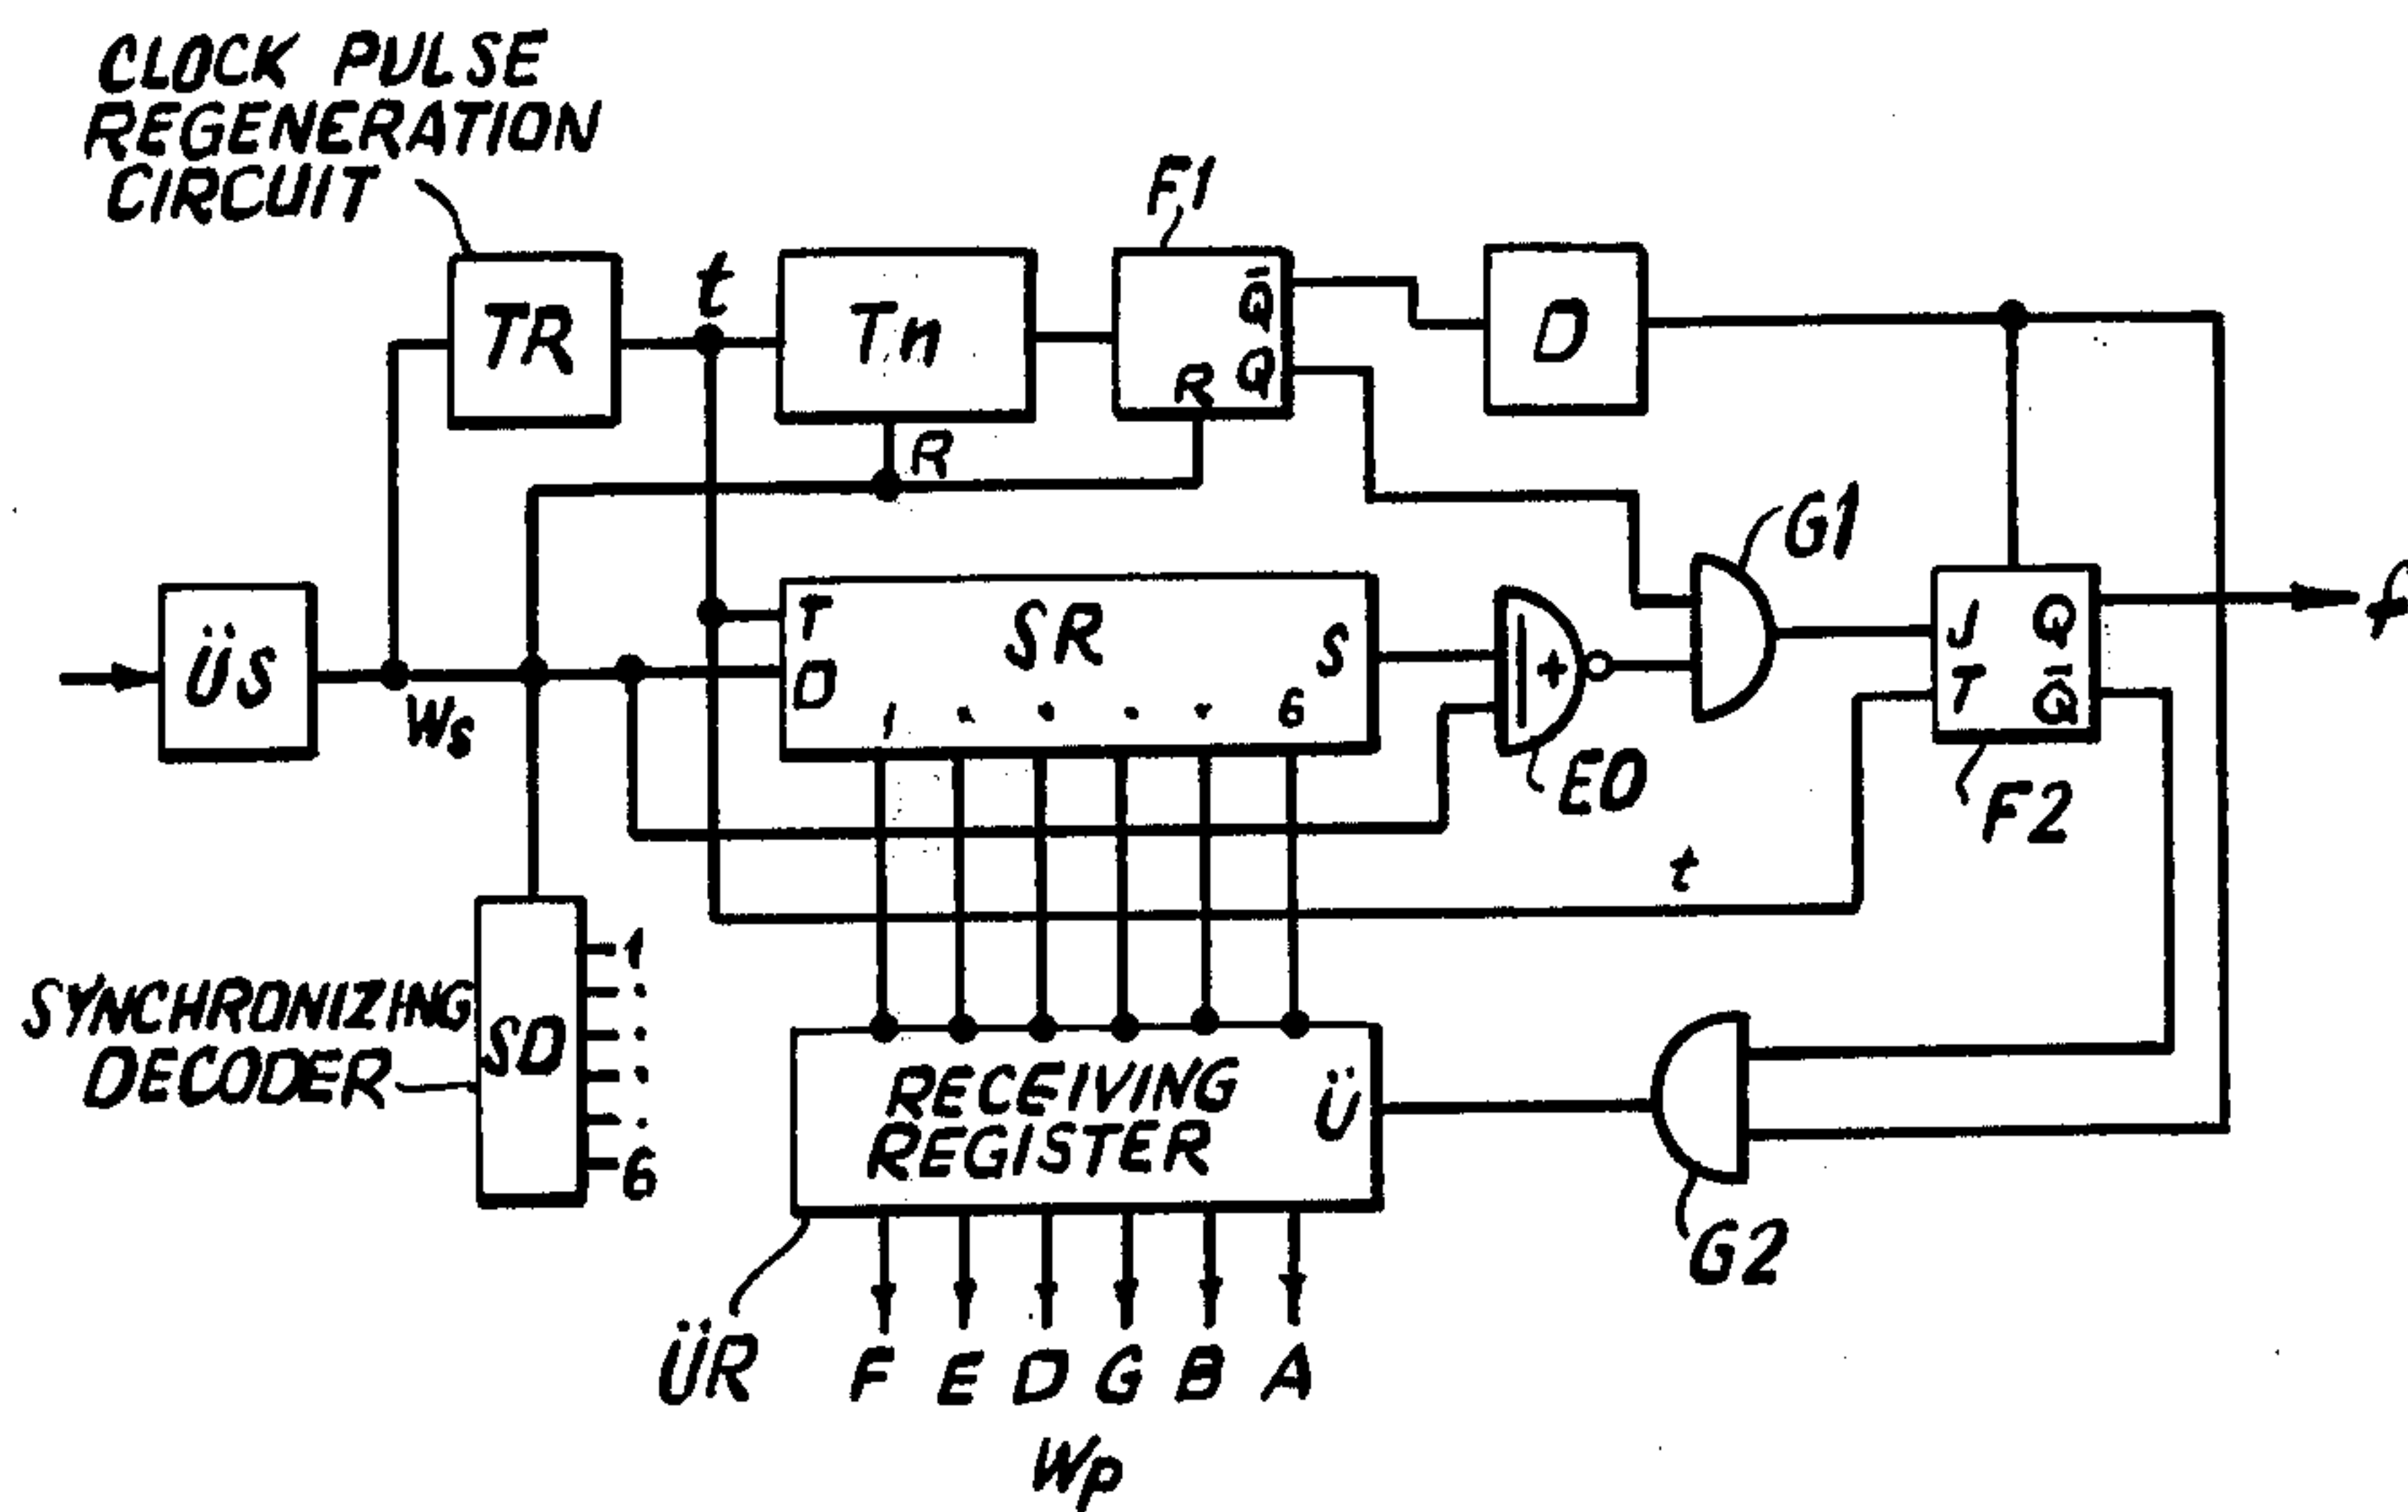 CLOCK PULSE
REGENERATION
CIRCUIT
F1
TR
t
Tn
Q̄
Q
R
D
R
G1
ÜS
Ws
T
SR
S
D
1 . . . . 6
+
EO
J Q
T Q̄
F2
t
SYNCHRONIZING
DECODER
SD
1
.
.
.
.
6
RECEIVING
REGISTER
Ü
G2
ÜR
F E D G B A
Wp